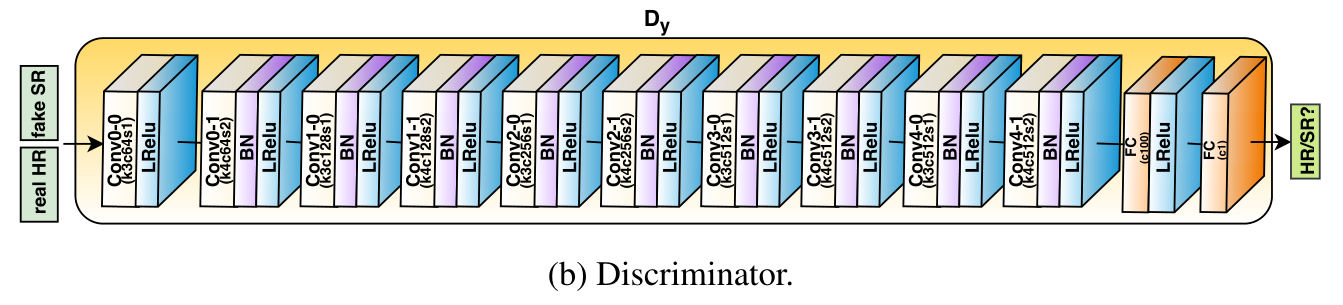 D_y
fake SR
real HR
Conv0-0
(k3c64s1)
LRelu
Conv0-1
(k4c64s2)
BN
LRelu
Conv1-0
(k3c128s1)
BN
LRelu
Conv1-1
(k4c128s2)
BN
LRelu
Conv2-0
(k3c256s1)
BN
LRelu
Conv2-1
(k4c256s2)
BN
LRelu
Conv3-0
(k3c512s1)
BN
LRelu
Conv3-1
(k4c512s2)
BN
LRelu
Conv4-0
(k3c512s1)
BN
LRelu
Conv4-1
(k4c512s2)
BN
LRelu
FC
(c100)
LRelu
FC
(c1)
HR/SR?
(b) Discriminator.